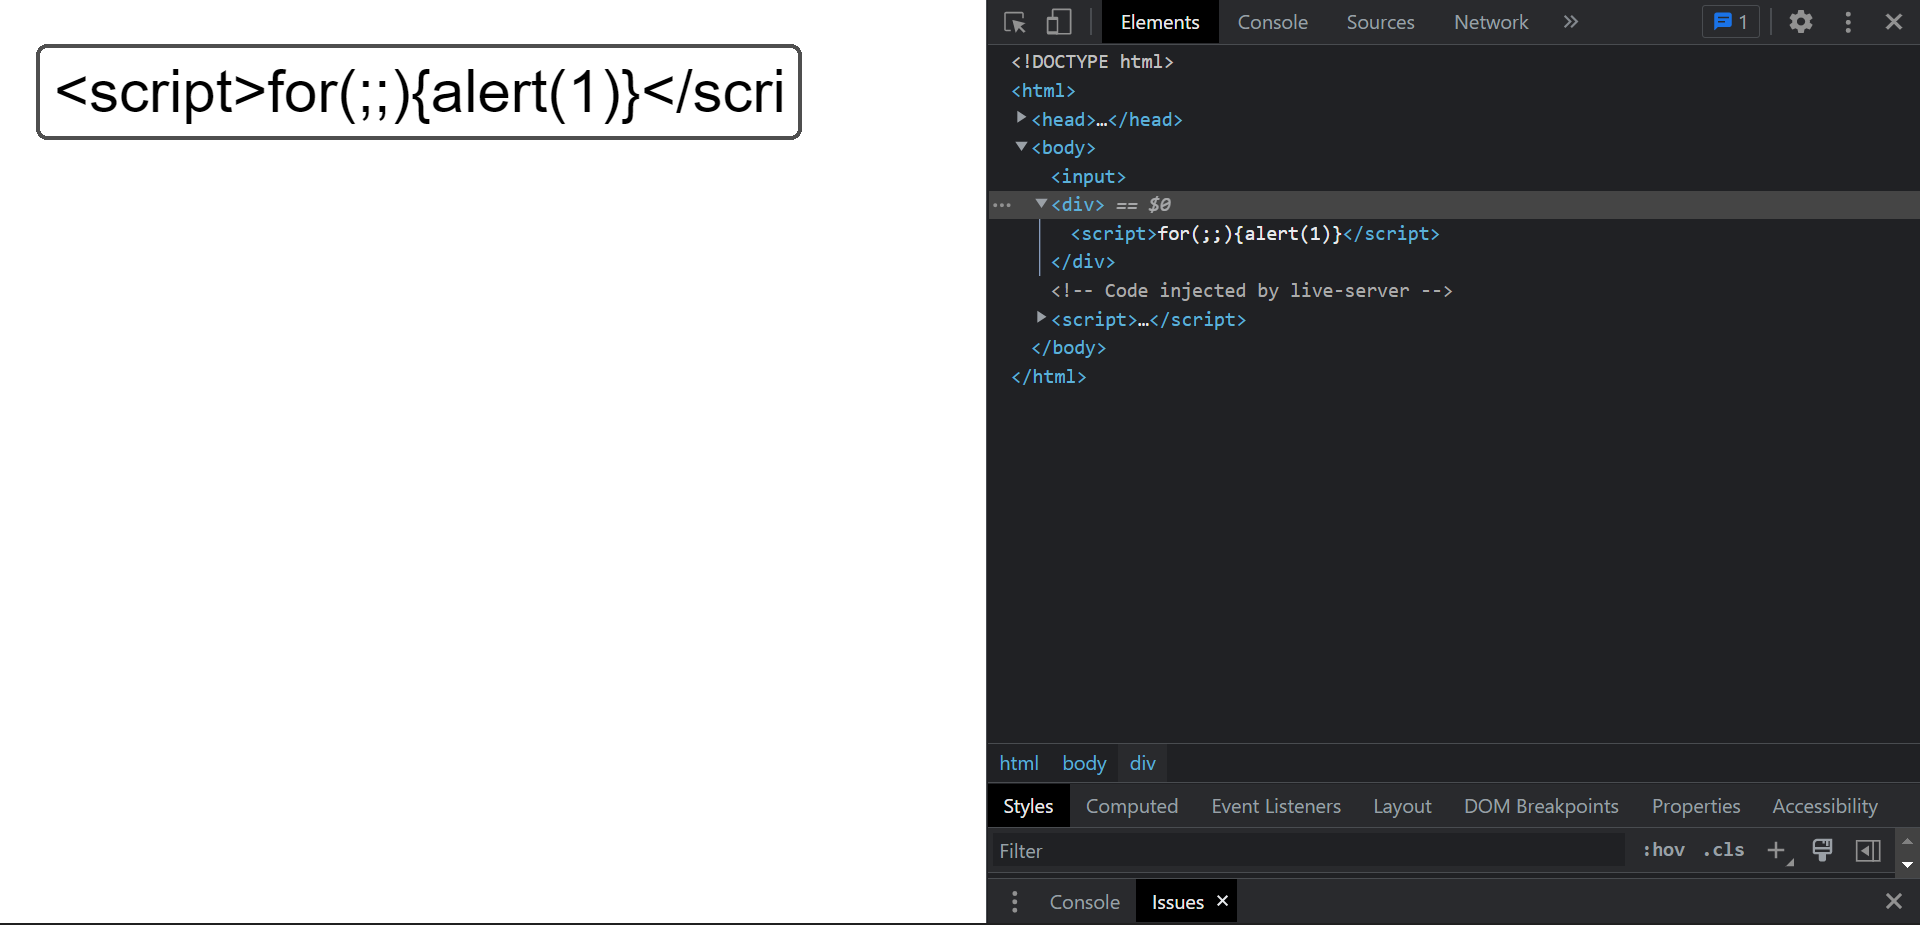 <script>for(;;){alert(1)}</scri
Elements Console Sources Network » 1
<!DOCTYPE html>
<html>
<head>…</head>
<body>
<input>
<div> == $0
<script>for(;;){alert(1)}</script>
</div>
<!-- Code injected by live-server -->
<script>…</script>
</body>
</html>
html body div
Styles Computed Event Listeners Layout DOM Breakpoints Properties Accessibility
Filter :hov .cls +
Console Issues ×